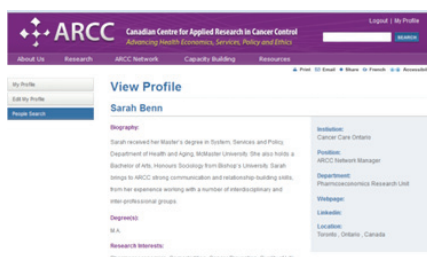 Logout | My Profile
ARCC
Canadian Centre for Applied Research in Cancer Control
Advancing Health Economics, Services, Policy and Ethics
SEARCH
About Us Research ARCC Network Capacity Building Resources
Print Email Share French Accessibil
My Profile
Edit My Profile
People Search
View Profile
Sarah Benn
Biography:
Sarah received her Master's degree in System, Services and Policy,
Department of Health and Aging, McMaster University. She also holds a
Bachelor of Arts, Honours Sociology from Bishop's University. Sarah
brings to ARCC strong communication and relationship-building skills,
from her experience working with a number of interdisciplinary and
inter-professional groups.
Degree(s):
M.A.
Research Interests:
Institution:
Cancer Care Ontario
Position:
ARCC Network Manager
Department:
Pharmacoeconomics Research Unit
Webpage:
Linkedin:
Location:
Toronto , Ontario , Canada